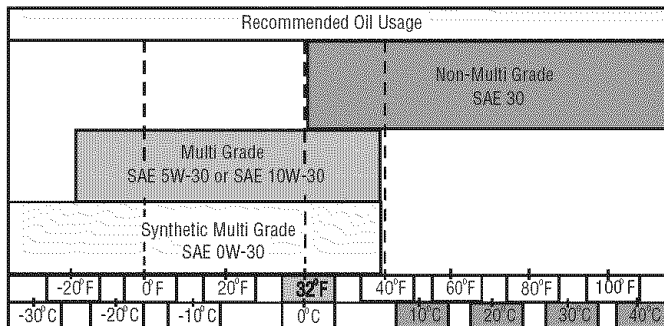 Recommended Oil Usage
Non-Multi Grade
SAE 30
Multi Grade
SAE 5W-30 or SAE 10W-30
Synthetic Multi Grade
SAE 0W-30
-20°F 0°F 20°F 32°F 40°F 60°F 80°F 100°F
-30°C -20°C -10°C 0°C 10°C 20°C 30°C 40°C